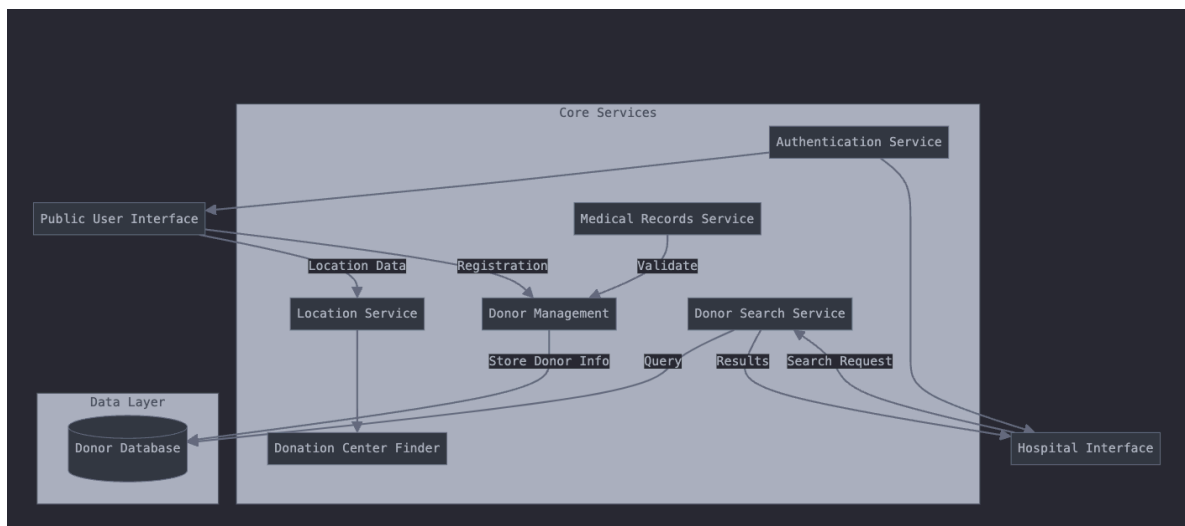 Core Services
Authentication Service
Public User Interface
Medical Records Service
Location Data
Registration
Validate
Location Service
Donor Management
Donor Search Service
Store Donor Info
Query
Results
Search Request
Data Layer
Donor Database
Donation Center Finder
Hospital Interface